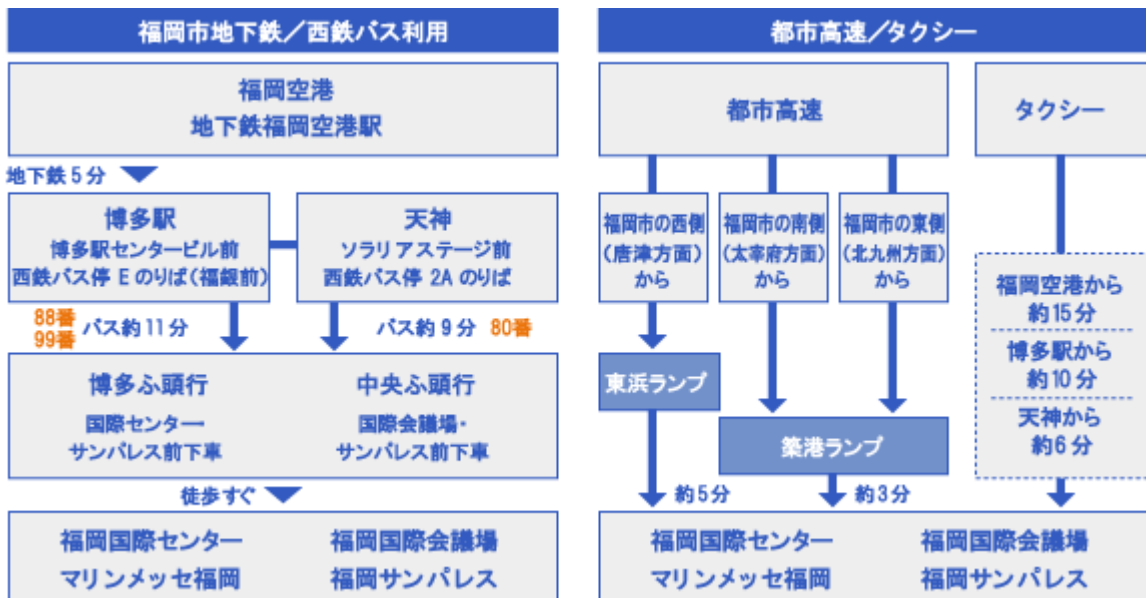 福岡市地下鉄／西鉄バス利用
福岡空港
地下鉄福岡空港駅
地下鉄5分
博多駅
博多駅センタービル前
西鉄バス停 E のりば(福銀前)
天神
ソラリアステージ前
西鉄バス停 2A のりば
88番
99番
バス約11分
バス約9分 80番
博多ふ頭行
国際センター・
サンパレス前下車
中央ふ頭行
国際会議場・
サンパレス前下車
徒歩すぐ
福岡国際センター 福岡国際会議場
マリンメッセ福岡 福岡サンパレス
都市高速／タクシー
都市高速
タクシー
福岡市の西側
(唐津方面)
から
福岡市の南側
(太宰府方面)
から
福岡市の東側
(北九州方面)
から
東浜ランプ
築港ランプ
福岡空港から
約15分
博多駅から
約10分
天神から
約6分
約5分
約3分
福岡国際センター 福岡国際会議場
マリンメッセ福岡 福岡サンパレス